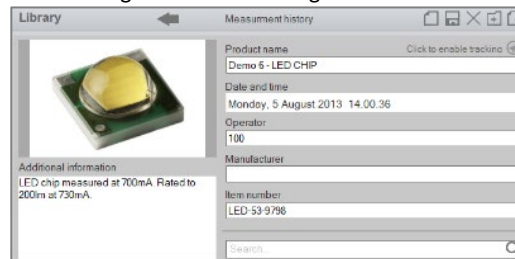 Library
Measurment history
Product name
Click to enable tracking
Demo 6 - LED CHIP
Date and time
Monday, 5 August 2013 14.00.36
Operator
100
Manufacturer
Additional information
LED chip measured at 700mA. Rated to
200lm at 730mA.
Item number
LED-53-9798
Search...